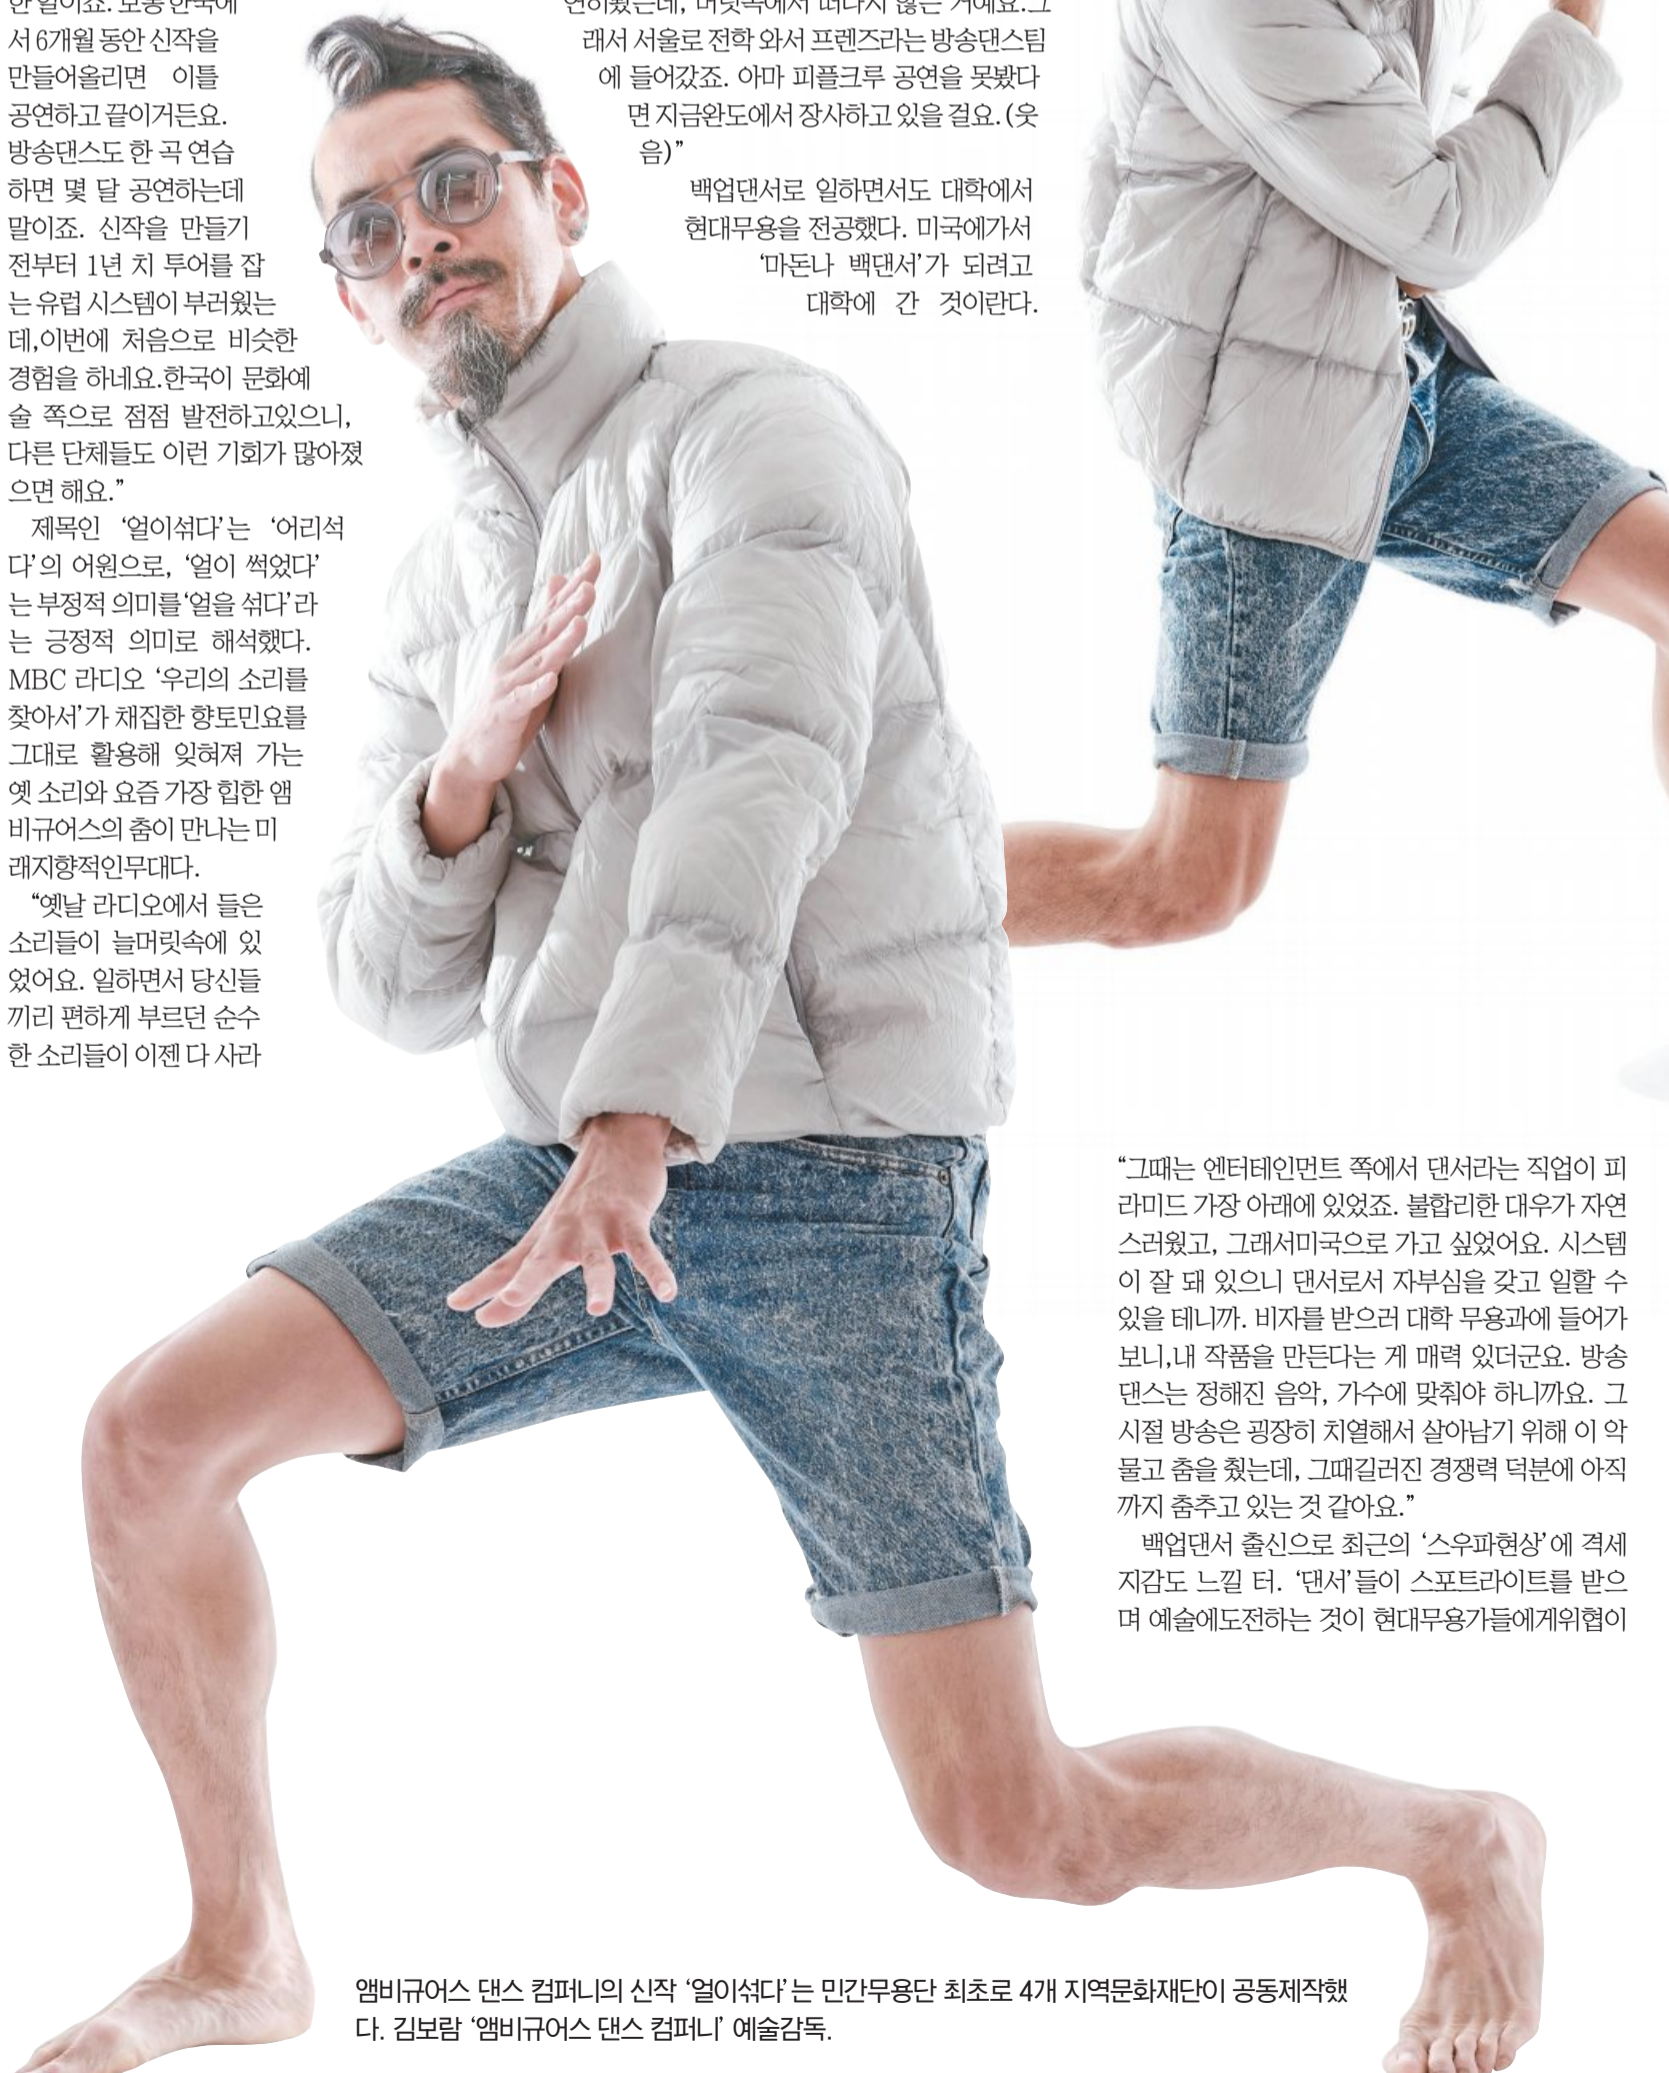 서 6개월 동안 신작을
만들어올리면 이틀
공연하고 끝이거든요.
방송댄스도 한 곡 연습
하면 몇 달 공연하는데
말이죠. 신작을 만들기
전부터 1년 치 투어를 잡
는 유럽 시스템이 부러웠는
데,이번에 처음으로 비슷한
경험을 하네요.한국이 문화예
술 쪽으로 점점 발전하고있으니,
다른 단체들도 이런 기회가 많아졌
으면 해요.”
제목인 ‘얼이섞다’는 ‘어리석
다’의 어원으로, ‘얼이 썩었다’
는 부정적 의미를 ‘얼을 섞다’라
는 긍정적 의미로 해석했다.
MBC 라디오 ‘우리의 소리를
찾아서’가 채집한 향토민요를
그대로 활용해 잊혀져 가는
옛 소리와 요즘 가장 힙한 앰
비규어스의 춤이 만나는 미
래지향적인무대다.
“옛날 라디오에서 들은
소리들이 늘머릿속에 있
었어요. 일하면서 당신들
끼리 편하게 부르던 순수
한 소리들이 이젠 다 사라
래서 서울로 전학 와서 프렌즈라는 방송댄스팀
에 들어갔죠. 아마 피플크루 공연을 못봤다
면 지금완도에서 장사하고 있을 걸요.(웃
음)”
백업댄서로 일하면서도 대학에서
현대무용을 전공했다. 미국에가서
‘마돈나 백댄서’가 되려고
대학에 간 것이란다.
“그때는 엔터테인먼트 쪽에서 댄서라는 직업이 피
라미드 가장 아래에 있었죠. 불합리한 대우가 자연
스러웠고, 그래서미국으로 가고 싶었어요. 시스템
이 잘 돼 있으니 댄서로서 자부심을 갖고 일할 수
있을 테니까. 비자를 받으러 대학 무용과에 들어가
보니,내 작품을 만든다는 게 매력 있더군요. 방송
댄스는 정해진 음악, 가수에 맞춰야 하니까요. 그
시절 방송은 굉장히 치열해서 살아남기 위해 이 악
물고 춤을 췄는데, 그때길러진 경쟁력 덕분에 아직
까지 춤추고 있는 것 같아요.”
백업댄서 출신으로 최근의 ‘스우파현상’에 격세
지감도 느낄 터. ‘댄서’들이 스포트라이트를 받으
며 예술에도전하는 것이 현대무용가들에게위협이
앰비규어스 댄스 컴퍼니의 신작 ‘얼이섞다’는 민간무용단 최초로 4개 지역문화재단이 공동제작했
다. 김보람 ‘앰비규어스 댄스 컴퍼니’ 예술감독.